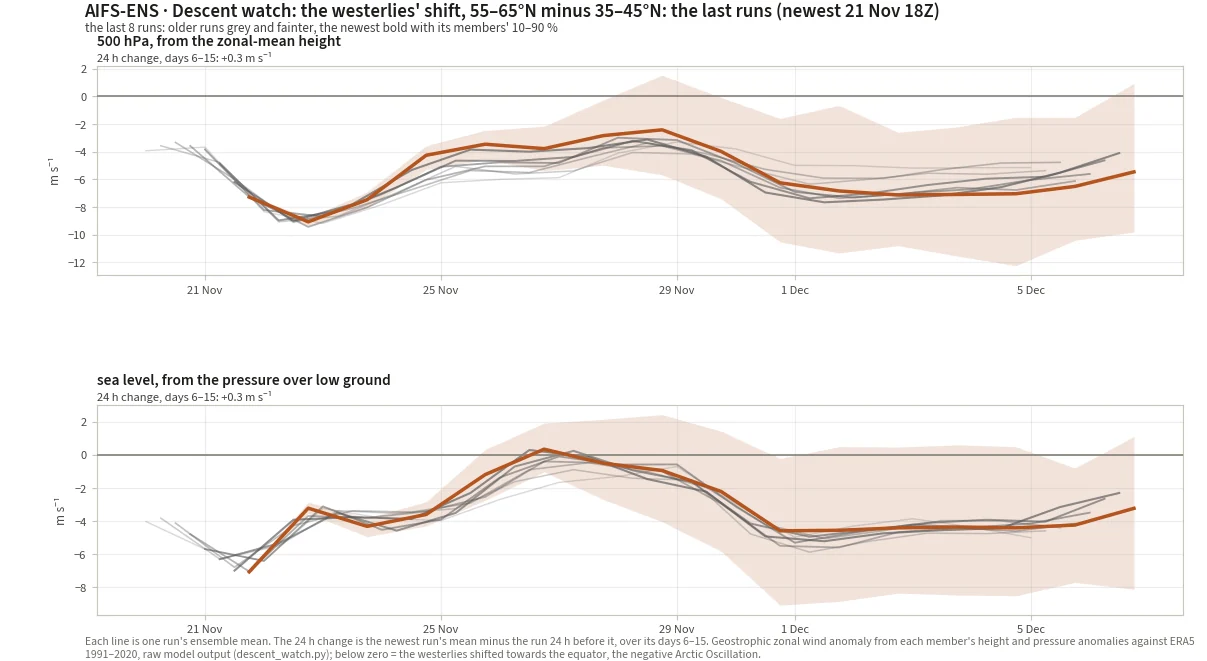 AIFS-ENS · Descent watch: the westerlies' shift, 55–65°N minus 35–45°N: the last runs (newest 21 Nov 18Z)
the last 8 runs: older runs grey and fainter, the newest bold with its members' 10–90 %
500 hPa, from the zonal-mean height
24 h change, days 6–15: +0.3 m s⁻¹
2
0
−2
−4
−6
−8
−10
−12
m s⁻¹
21 Nov
25 Nov
29 Nov
1 Dec
5 Dec
sea level, from the pressure over low ground
24 h change, days 6–15: +0.3 m s⁻¹
2
0
−2
−4
−6
−8
m s⁻¹
21 Nov
25 Nov
29 Nov
1 Dec
5 Dec
Each line is one run's ensemble mean. The 24 h change is the newest run's mean minus the run 24 h before it, over its days 6–15. Geostrophic zonal wind anomaly from each member's height and pressure anomalies against ERA5
1991–2020, raw model output (descent_watch.py); below zero = the westerlies shifted towards the equator, the negative Arctic Oscillation.